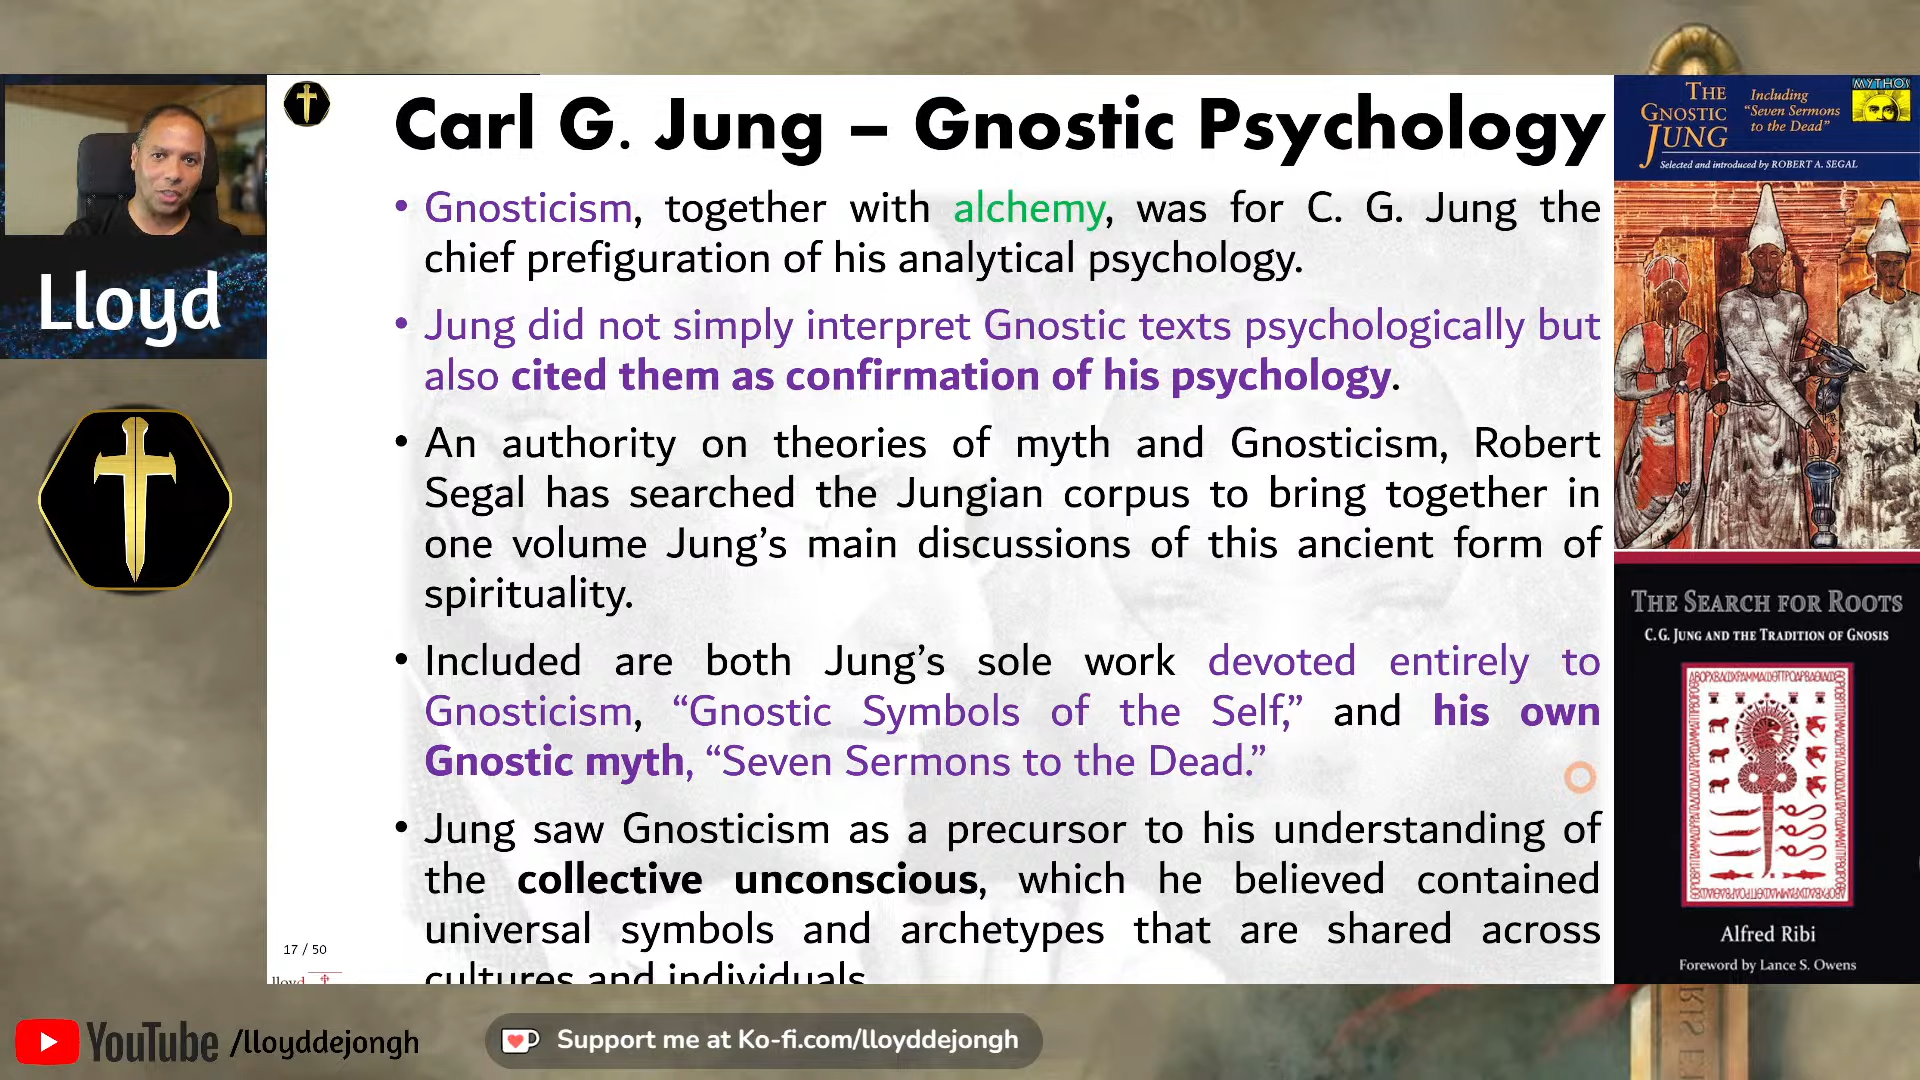 Carl G. Jung – Gnostic Psychology
• Gnosticism, together with alchemy, was for C. G. Jung the
chief prefiguration of his analytical psychology.
• Jung did not simply interpret Gnostic texts psychologically but
also cited them as confirmation of his psychology.
• An authority on theories of myth and Gnosticism, Robert
Segal has searched the Jungian corpus to bring together in
one volume Jung’s main discussions of this ancient form of
spirituality.
• Included are both Jung’s sole work devoted entirely to
Gnosticism, “Gnostic Symbols of the Self,” and his own
Gnostic myth, “Seven Sermons to the Dead.”
• Jung saw Gnosticism as a precursor to his understanding of
the collective unconscious, which he believed contained
universal symbols and archetypes that are shared across
cultures and individuals
17 / 50
lloyd
Lloyd
THE
GNOSTIC
JUNG
Including
“Seven Sermons
to the Dead”
MYTHOS
Selected and introduced by ROBERT A. SEGAL
THE SEARCH FOR ROOTS
C. G. JUNG AND THE TRADITION OF GNOSIS
Alfred Ribi
Foreword by Lance S. Owens
YouTube /lloyddejongh
Support me at Ko-fi.com/lloyddejongh